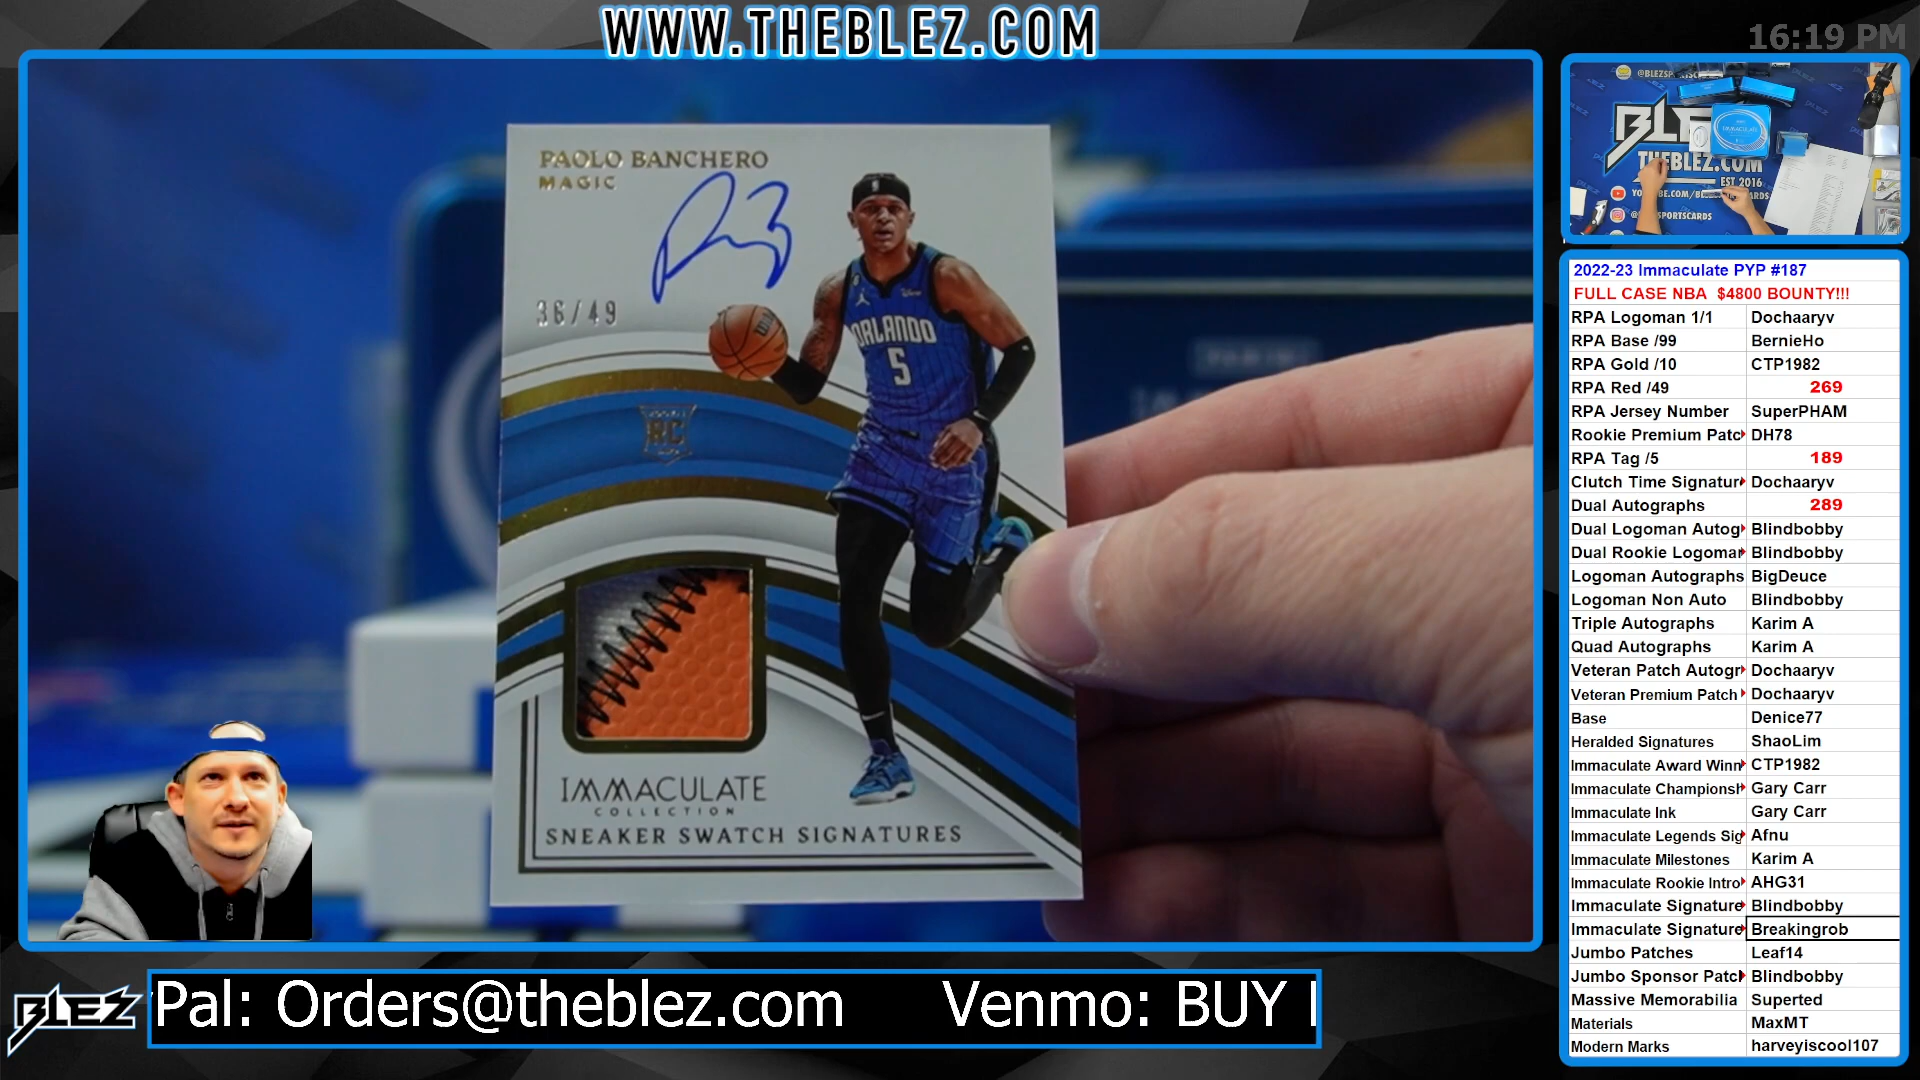 WWW.THEBLEZ.COM
16:19 PM
PAOLO BANCHERO
MAGIC
36/49
ORLANDO
5
RC
IMMACULATE
COLLECTION
SNEAKER SWATCH SIGNATURES
THEBLEZ.COM
EST 2016
2022-23 Immaculate PYP #187
FULL CASE NBA $4800 BOUNTY!!!
RPA Logoman 1/1 Dochaaryv
RPA Base /99 BernieHo
RPA Gold /10 CTP1982
RPA Red /49 269
RPA Jersey Number SuperPHAM
Rookie Premium Patc DH78
RPA Tag /5 189
Clutch Time Signatur Dochaaryv
Dual Autographs 289
Dual Logoman Autog Blindbobby
Dual Rookie Logomar Blindbobby
Logoman Autographs BigDeuce
Logoman Non Auto Blindbobby
Triple Autographs Karim A
Quad Autographs Karim A
Veteran Patch Autogr Dochaaryv
Veteran Premium Patch Dochaaryv
Base Denice77
Heralded Signatures ShaoLim
Immaculate Award Winn CTP1982
Immaculate Champions Gary Carr
Immaculate Ink Gary Carr
Immaculate Legends Sig Afnu
Immaculate Milestones Karim A
Immaculate Rookie Intro AHG31
Immaculate Signature Blindbobby
Immaculate Signature Breakingrob
Jumbo Patches Leaf14
Jumbo Sponsor Patch Blindbobby
Massive Memorabilia Superted
Materials MaxMT
Modern Marks harveyiscool107
BLEZ
Pal: Orders@theblez.com Venmo: BUY